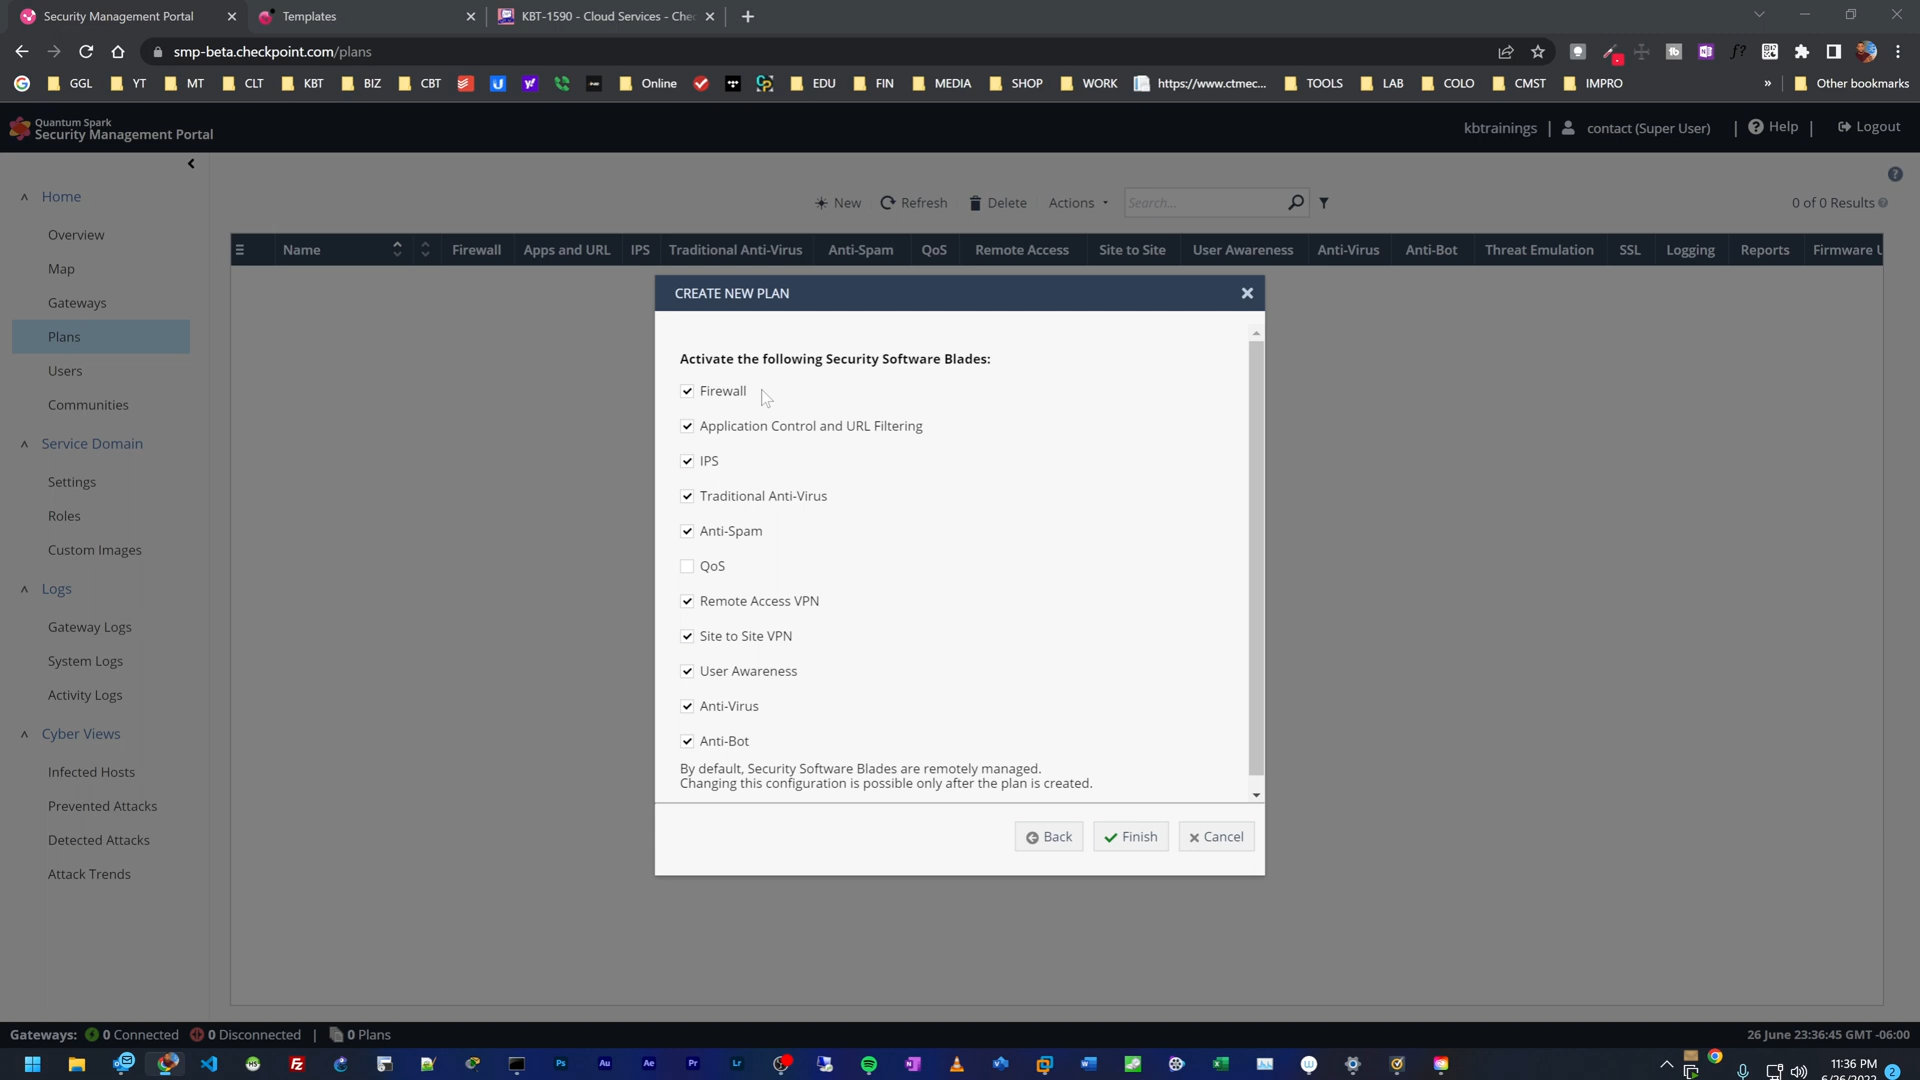 Security Management Portal
Templates
KBT-1590 - Cloud Services - Chec
smp-beta.checkpoint.com/plans
GGL YT MT CLT KBT BIZ CBT Online EDU FIN MEDIA SHOP WORK https://www.ctmec... TOOLS LAB COLO CMST IMPRO » Other bookmarks
Quantum Spark
Security Management Portal
kbtrainings | contact (Super User) | Help | Logout
Home
Overview
Map
Gateways
Plans
Users
Communities
Service Domain
Settings
Roles
Custom Images
Logs
Gateway Logs
System Logs
Activity Logs
Cyber Views
Infected Hosts
Prevented Attacks
Detected Attacks
Attack Trends
New Refresh Delete Actions Search... 0 of 0 Results
Name Firewall Apps and URL IPS Traditional Anti-Virus Anti-Spam QoS Remote Access Site to Site User Awareness Anti-Virus Anti-Bot Threat Emulation SSL Logging Reports Firmware U
CREATE NEW PLAN
Activate the following Security Software Blades:
Firewall
Application Control and URL Filtering
IPS
Traditional Anti-Virus
Anti-Spam
QoS
Remote Access VPN
Site to Site VPN
User Awareness
Anti-Virus
Anti-Bot
By default, Security Software Blades are remotely managed.
Changing this configuration is possible only after the plan is created.
Back Finish Cancel
Gateways: 0 Connected 0 Disconnected | 0 Plans
26 June 23:36:45 GMT -06:00
11:36 PM